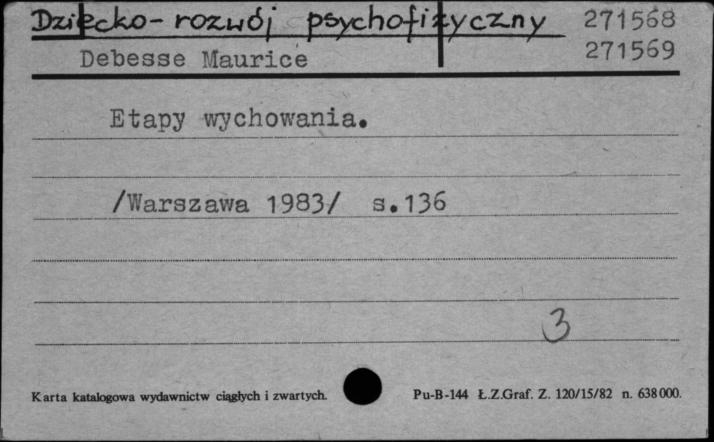 Dziecko - rozwój psychofizyczny 271568
Debesse Maurice 271569
Etapy wychowania.
/Warszawa 1983/ s.136
3
Karta katalogowa wydawnictw ciągłych i zwartych. Pu-B-144 Ł.Z.Graf. Z. 120/15/82 n. 638000.